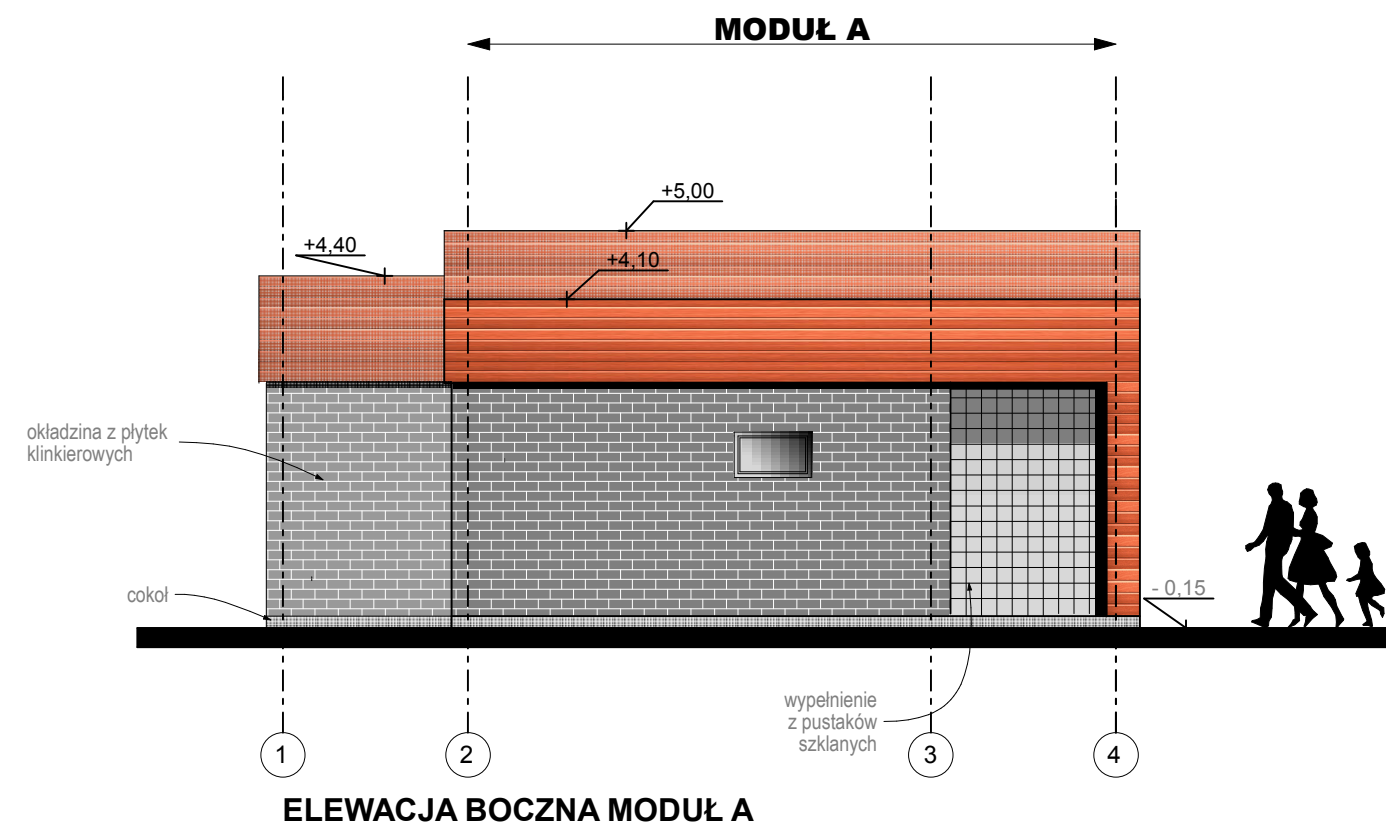 MODUŁ A
+5,00
+4,40
+4,10
okładzina z płytek
klinkierowych
cokoł
- 0,15
wypełnienie
z pustaków
szklanych
1
2
3
4
ELEWACJA BOCZNA MODUŁ A